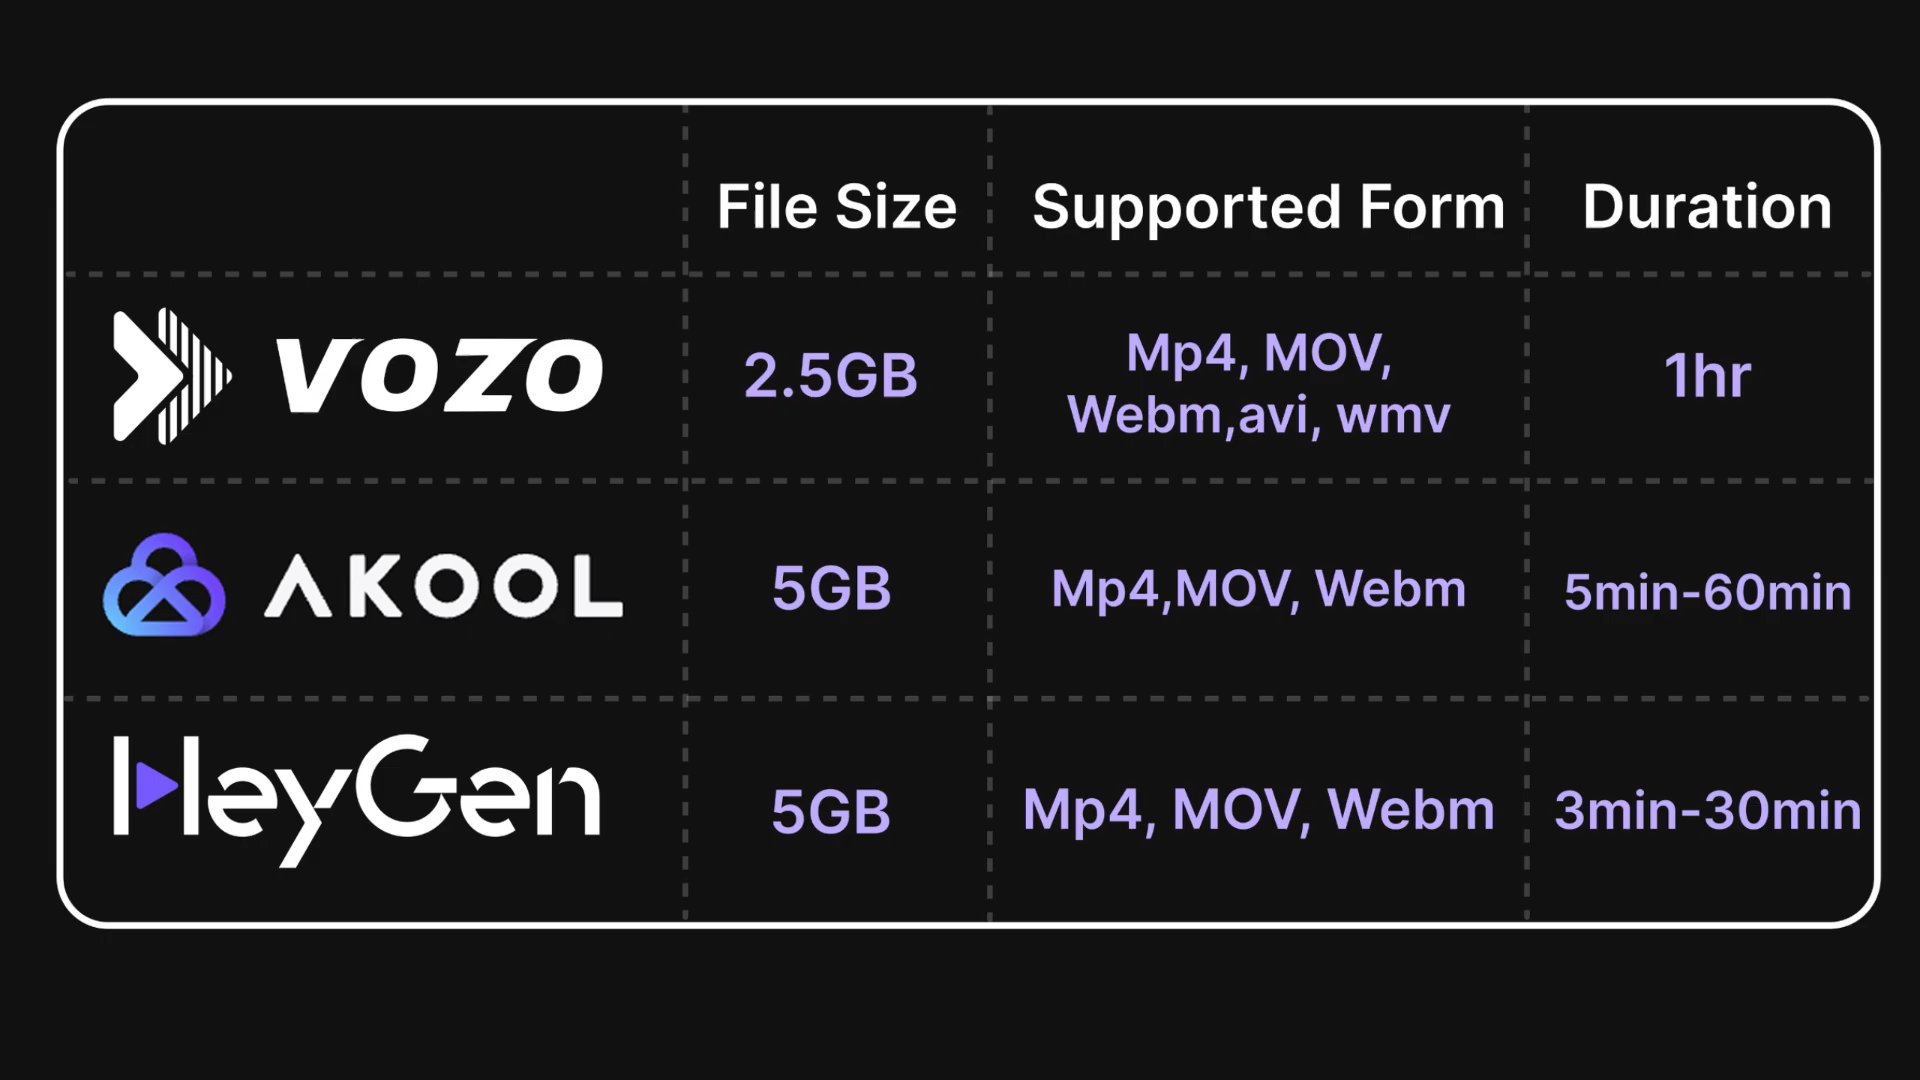 File Size Supported Form Duration
VOZO 2.5GB Mp4, MOV,
Webm,avi, wmv 1hr
AKOOL 5GB Mp4,MOV, Webm 5min-60min
HeyGen 5GB Mp4, MOV, Webm 3min-30min